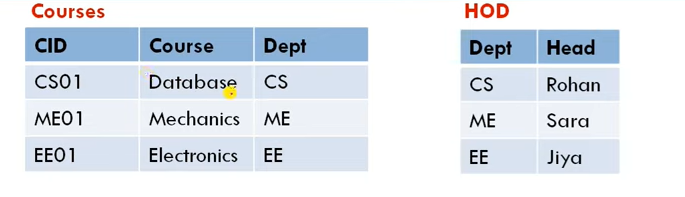 Courses
CID Course Dept
CS01 Database CS
ME01 Mechanics ME
EE01 Electronics EE
HOD
Dept Head
CS Rohan
ME Sara
EE Jiya